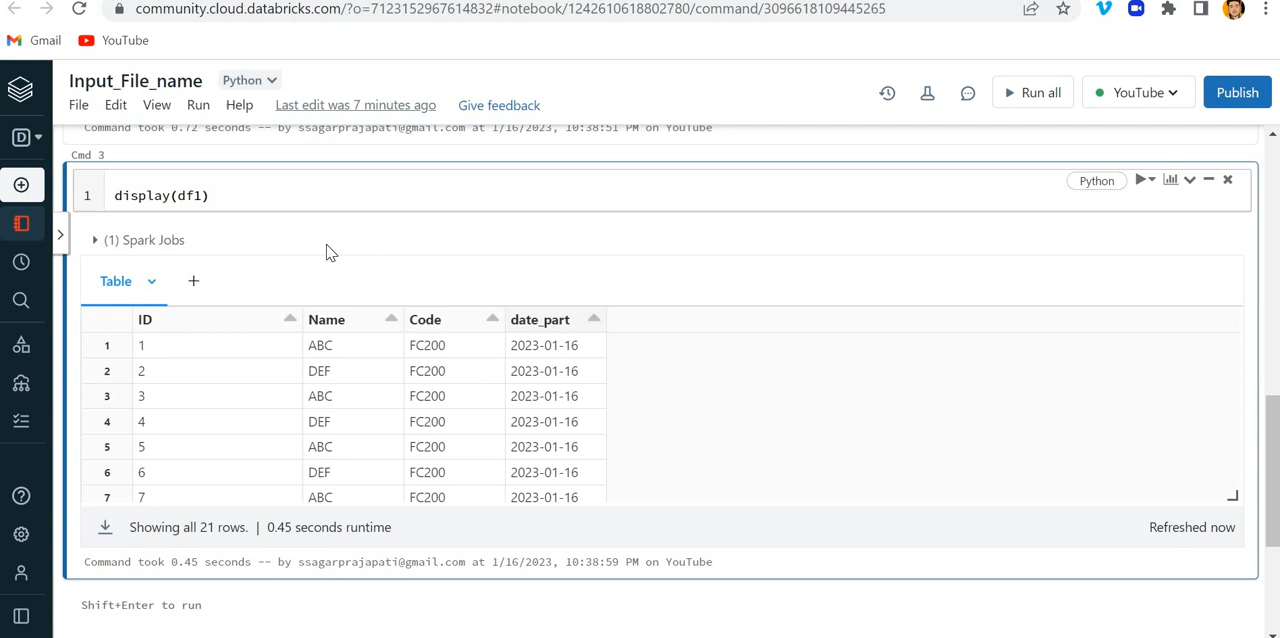 community.cloud.databricks.com/?o=7123152967614832#notebook/1242610618802780/command/3096618109445265
Gmail YouTube
Input_File_name Python
File Edit View Run Help Last edit was 7 minutes ago Give feedback
Run all YouTube Publish
D
Command took 0.72 seconds -- by ssagarprajapati@gmail.com at 1/16/2023, 10:38:51 PM on YouTube
Cmd 3
1 display(df1)
Python
(1) Spark Jobs
Table +
ID Name Code date_part
1 1 ABC FC200 2023-01-16
2 2 DEF FC200 2023-01-16
3 3 ABC FC200 2023-01-16
4 4 DEF FC200 2023-01-16
5 5 ABC FC200 2023-01-16
6 6 DEF FC200 2023-01-16
7 7 ABC FC200 2023-01-16
Showing all 21 rows. | 0.45 seconds runtime Refreshed now
Command took 0.45 seconds -- by ssagarprajapati@gmail.com at 1/16/2023, 10:38:59 PM on YouTube
Shift+Enter to run